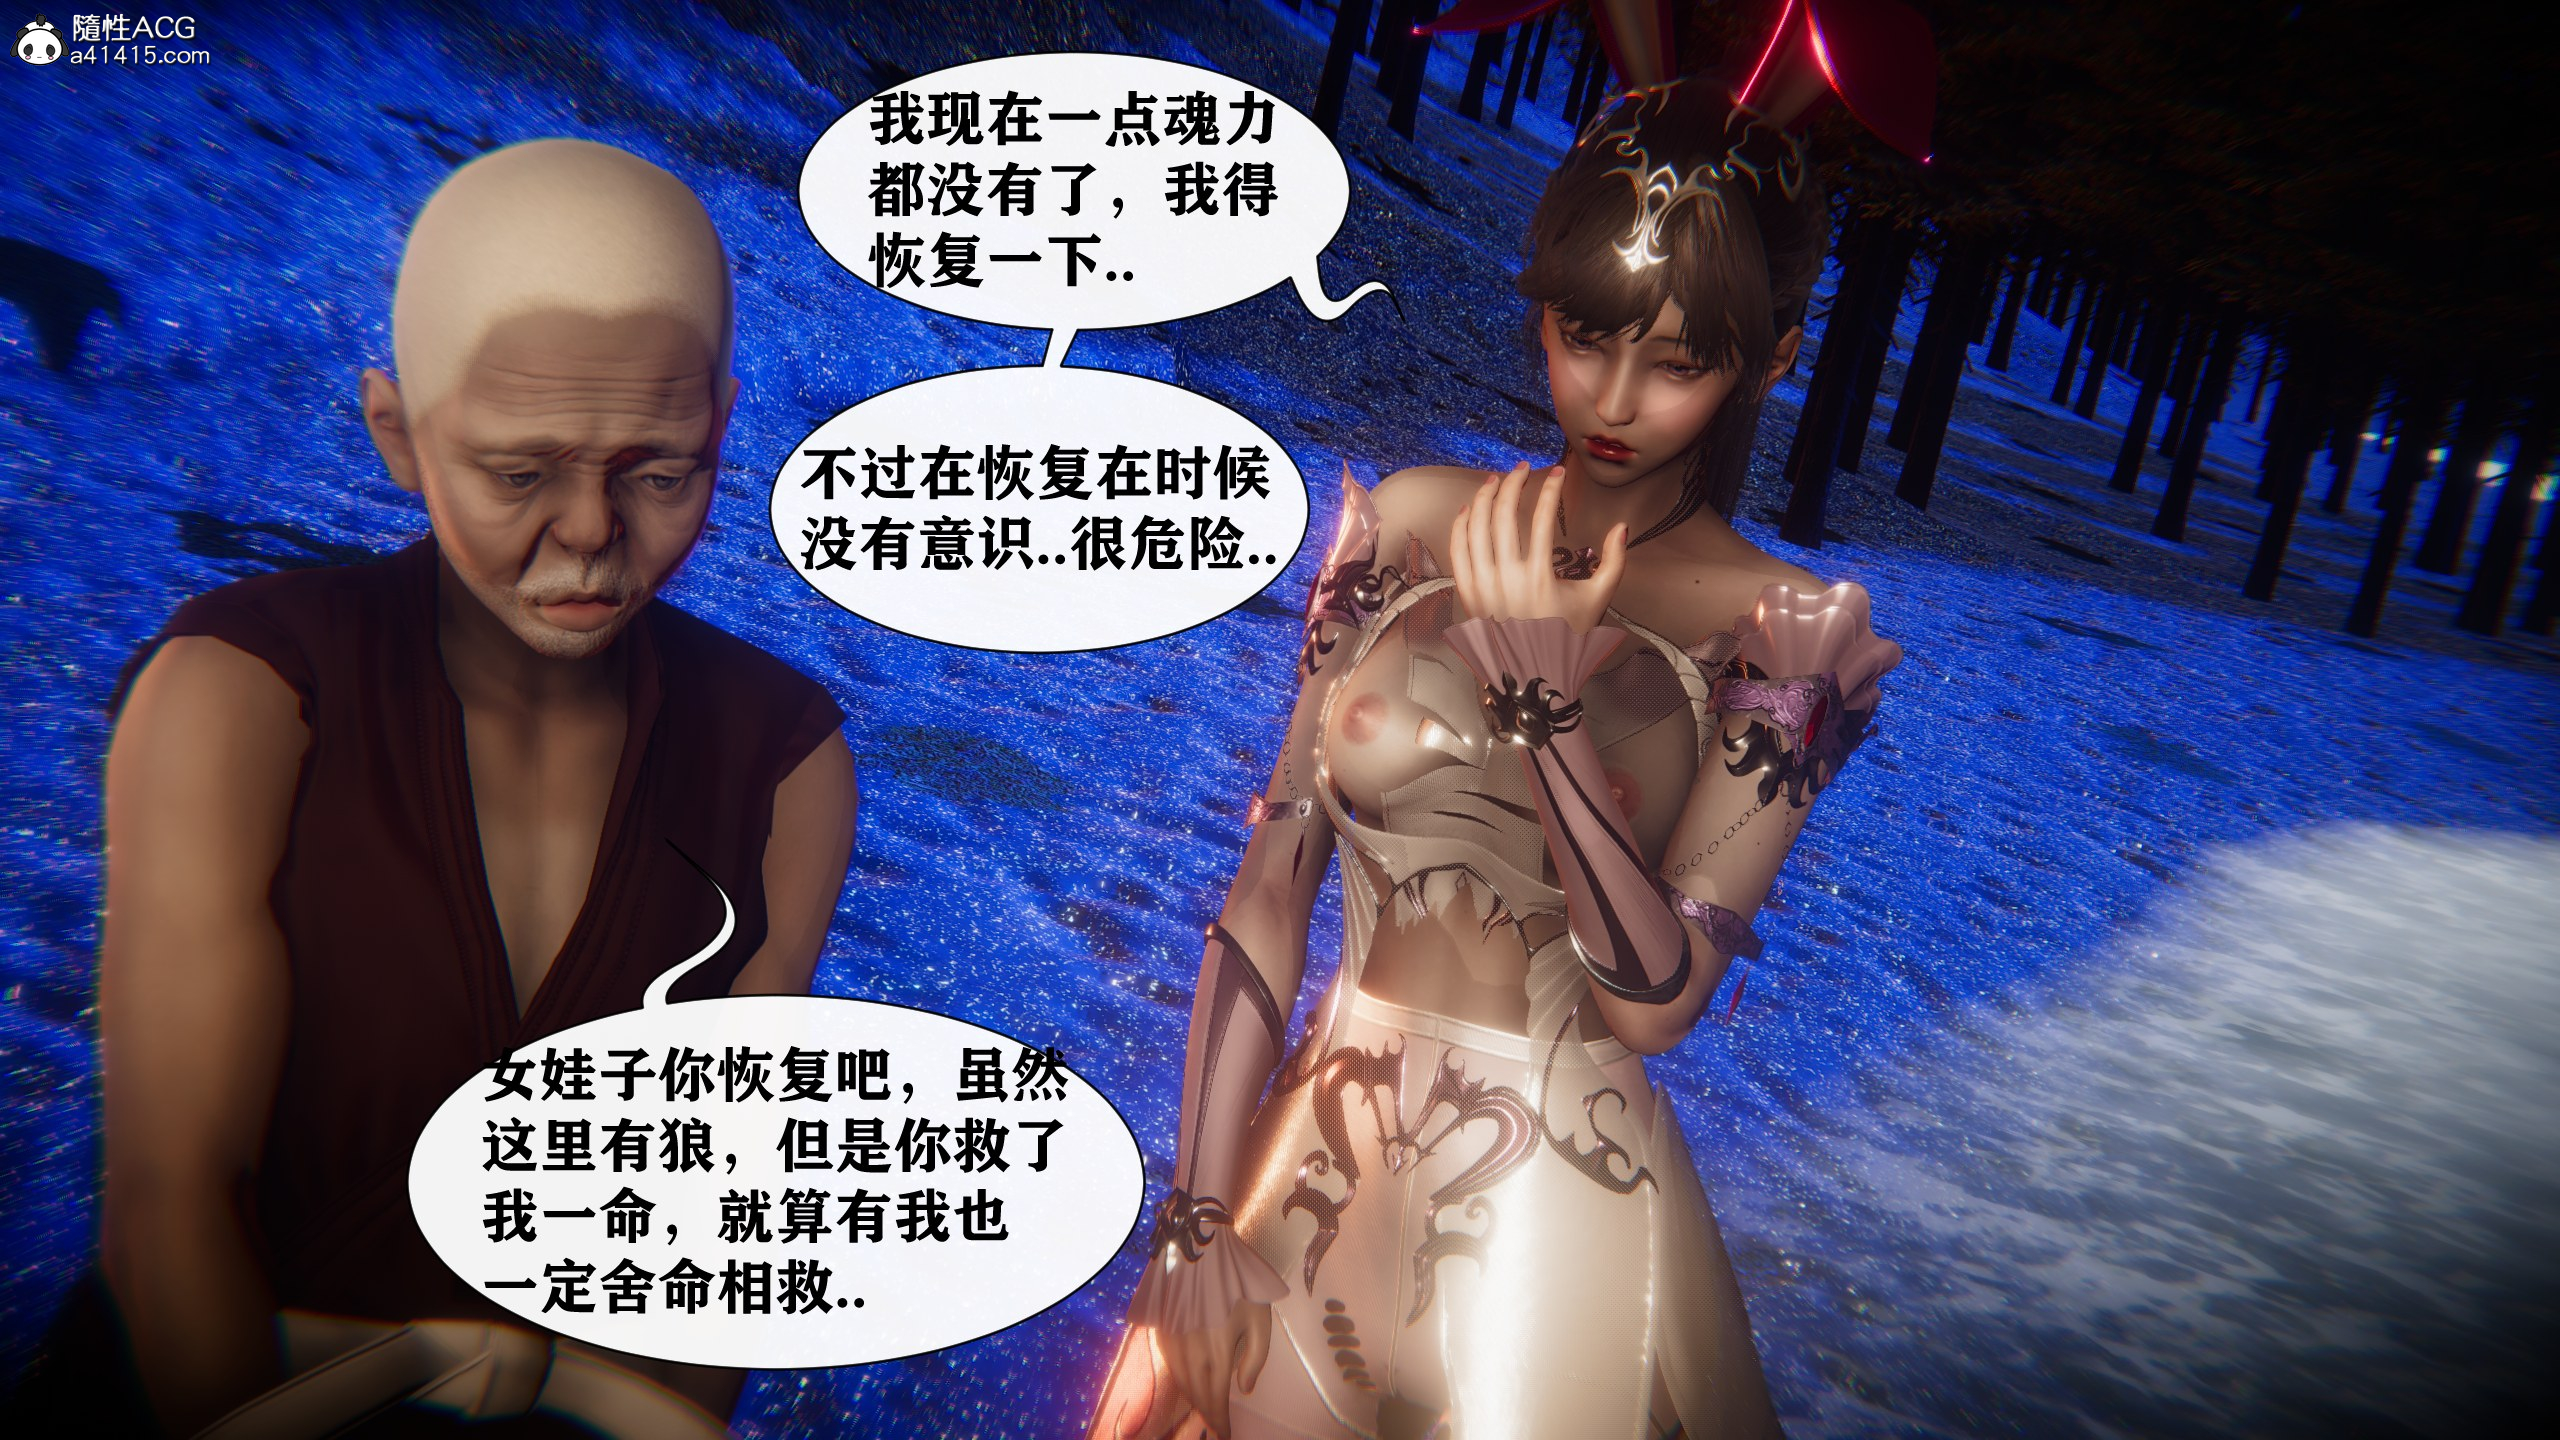 隨性ACG
a41415.com
我现在一点魂力
都没有了，我得
恢复一下..
不过在恢复在时候
没有意识..很危险..
女娃子你恢复吧，虽然
这里有狼，但是你救了
我一命，就算有我也
一定舍命相救..